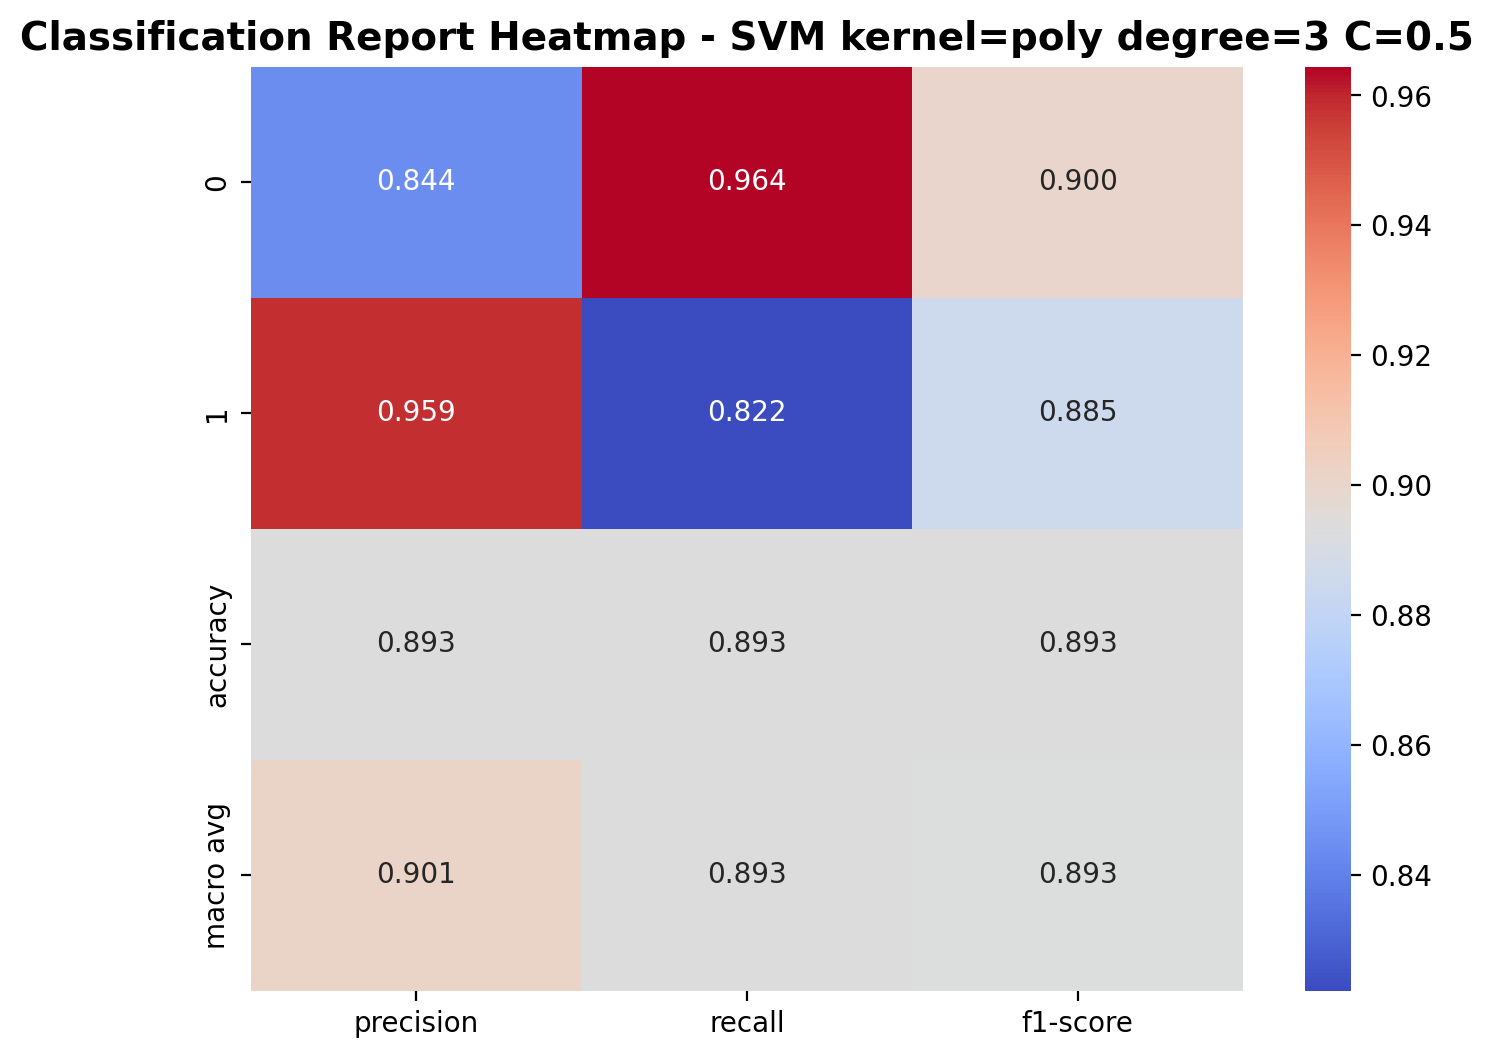 Classification Report Heatmap - SVM kernel=poly degree=3 C=0.5
0 0.844 0.964 0.900
1 0.959 0.822 0.885
accuracy 0.893 0.893 0.893
macro avg 0.901 0.893 0.893
precision recall f1-score
0.96
0.94
0.92
0.90
0.88
0.86
0.84